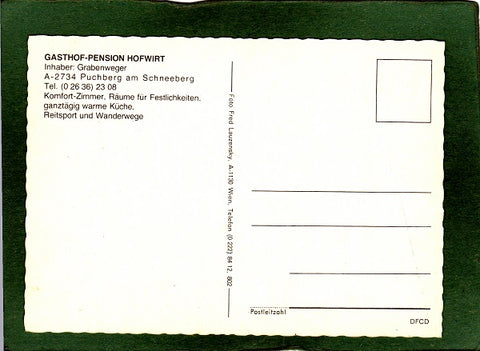 GASTHOF-PENSION HOFWIRT
Inhaber: Grabenweger
A-2734 Puchberg am Schneeberg
Tel. (0 26 36) 23 08
Komfort-Zimmer, Räume für Festlichkeiten,
ganztägig warme Küche,
Reitsport und Wanderwege
Foto Fred Lauzensky, A-1130 Wien, Telefon (0 222) 84 12 802
Postleitzahl
DFCD